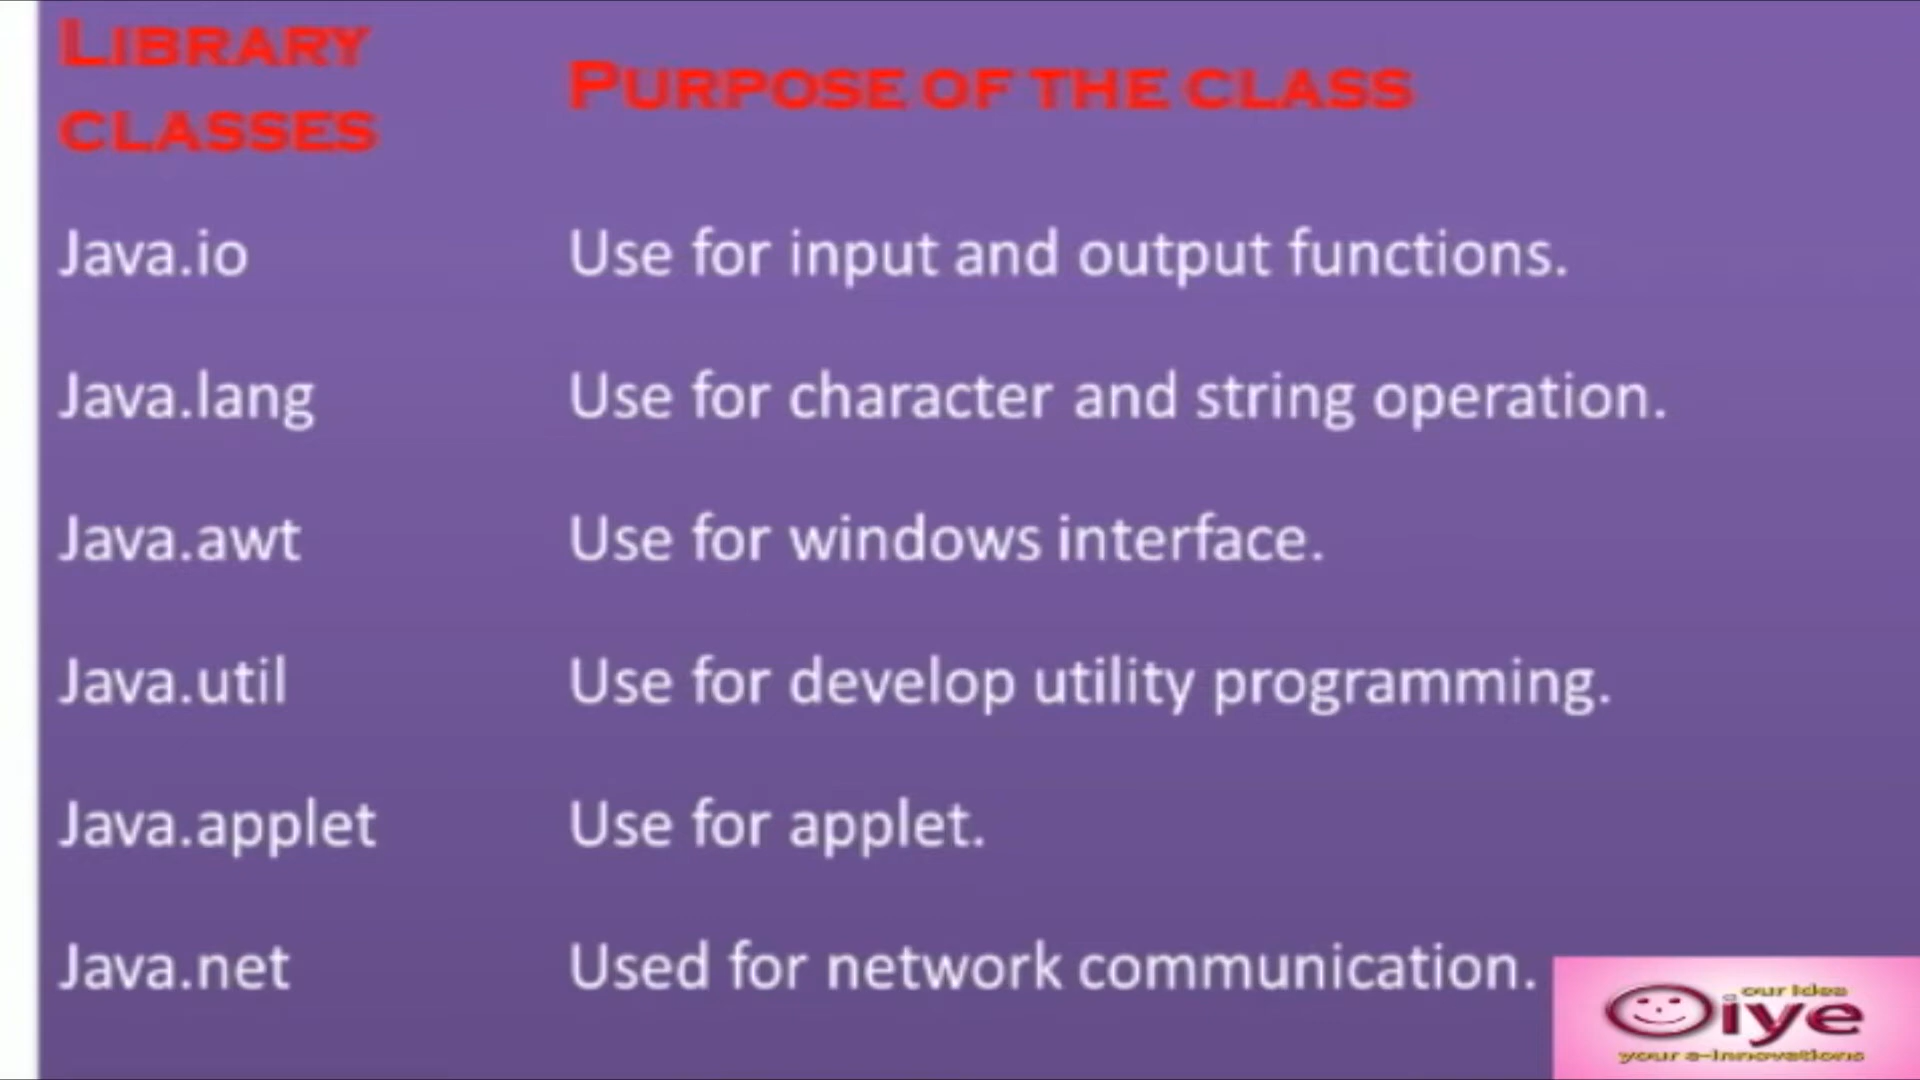 LIBRARY CLASSES
PURPOSE OF THE CLASS
Java.io Use for input and output functions.
Java.lang Use for character and string operation.
Java.awt Use for windows interface.
Java.util Use for develop utility programming.
Java.applet Use for applet.
Java.net Used for network communication.
our idea
Oiye
your e-innovations